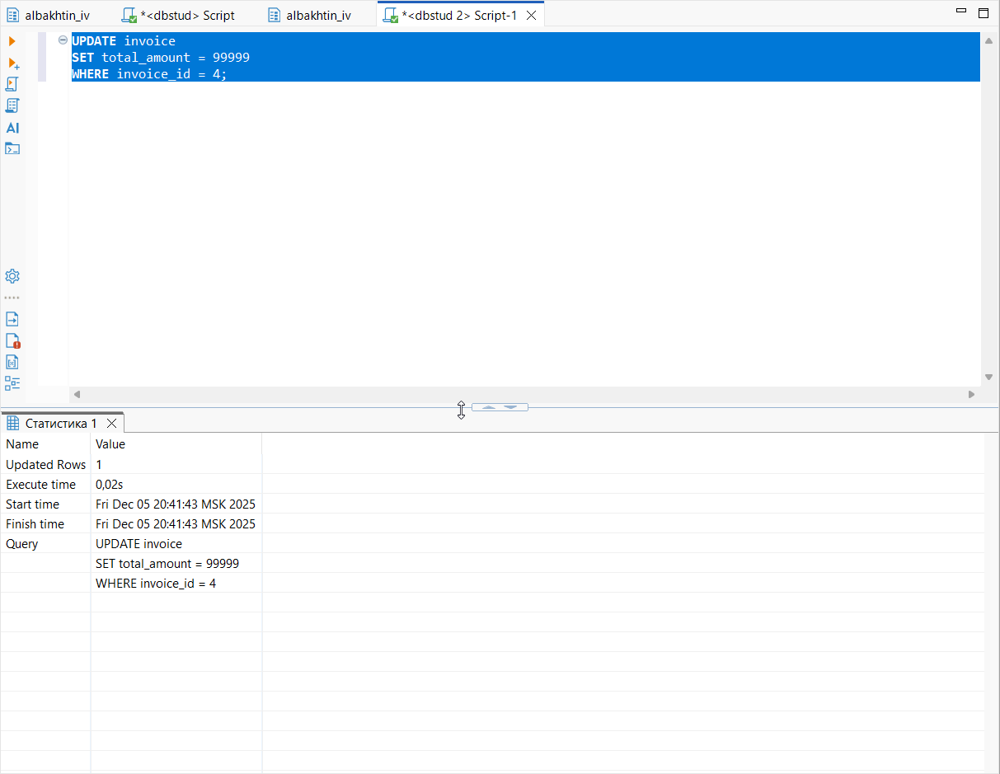 albakhtin_iv
*<dbstud> Script
albakhtin_iv
*<dbstud 2> Script-1
UPDATE invoice
SET total_amount = 99999
WHERE invoice_id = 4;
AI
Статистика 1
Name Value
Updated Rows 1
Execute time 0,02s
Start time Fri Dec 05 20:41:43 MSK 2025
Finish time Fri Dec 05 20:41:43 MSK 2025
Query UPDATE invoice
SET total_amount = 99999
WHERE invoice_id = 4